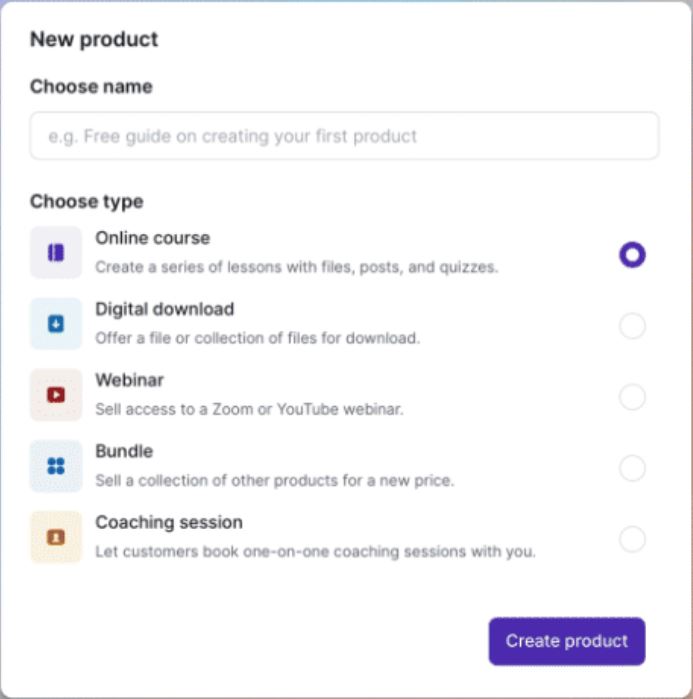 New product
Choose name
e.g. Free guide on creating your first product
Choose type
Online course
Create a series of lessons with files, posts, and quizzes.
Digital download
Offer a file or collection of files for download.
Webinar
Sell access to a Zoom or YouTube webinar.
Bundle
Sell a collection of other products for a new price.
Coaching session
Let customers book one-on-one coaching sessions with you.
Create product